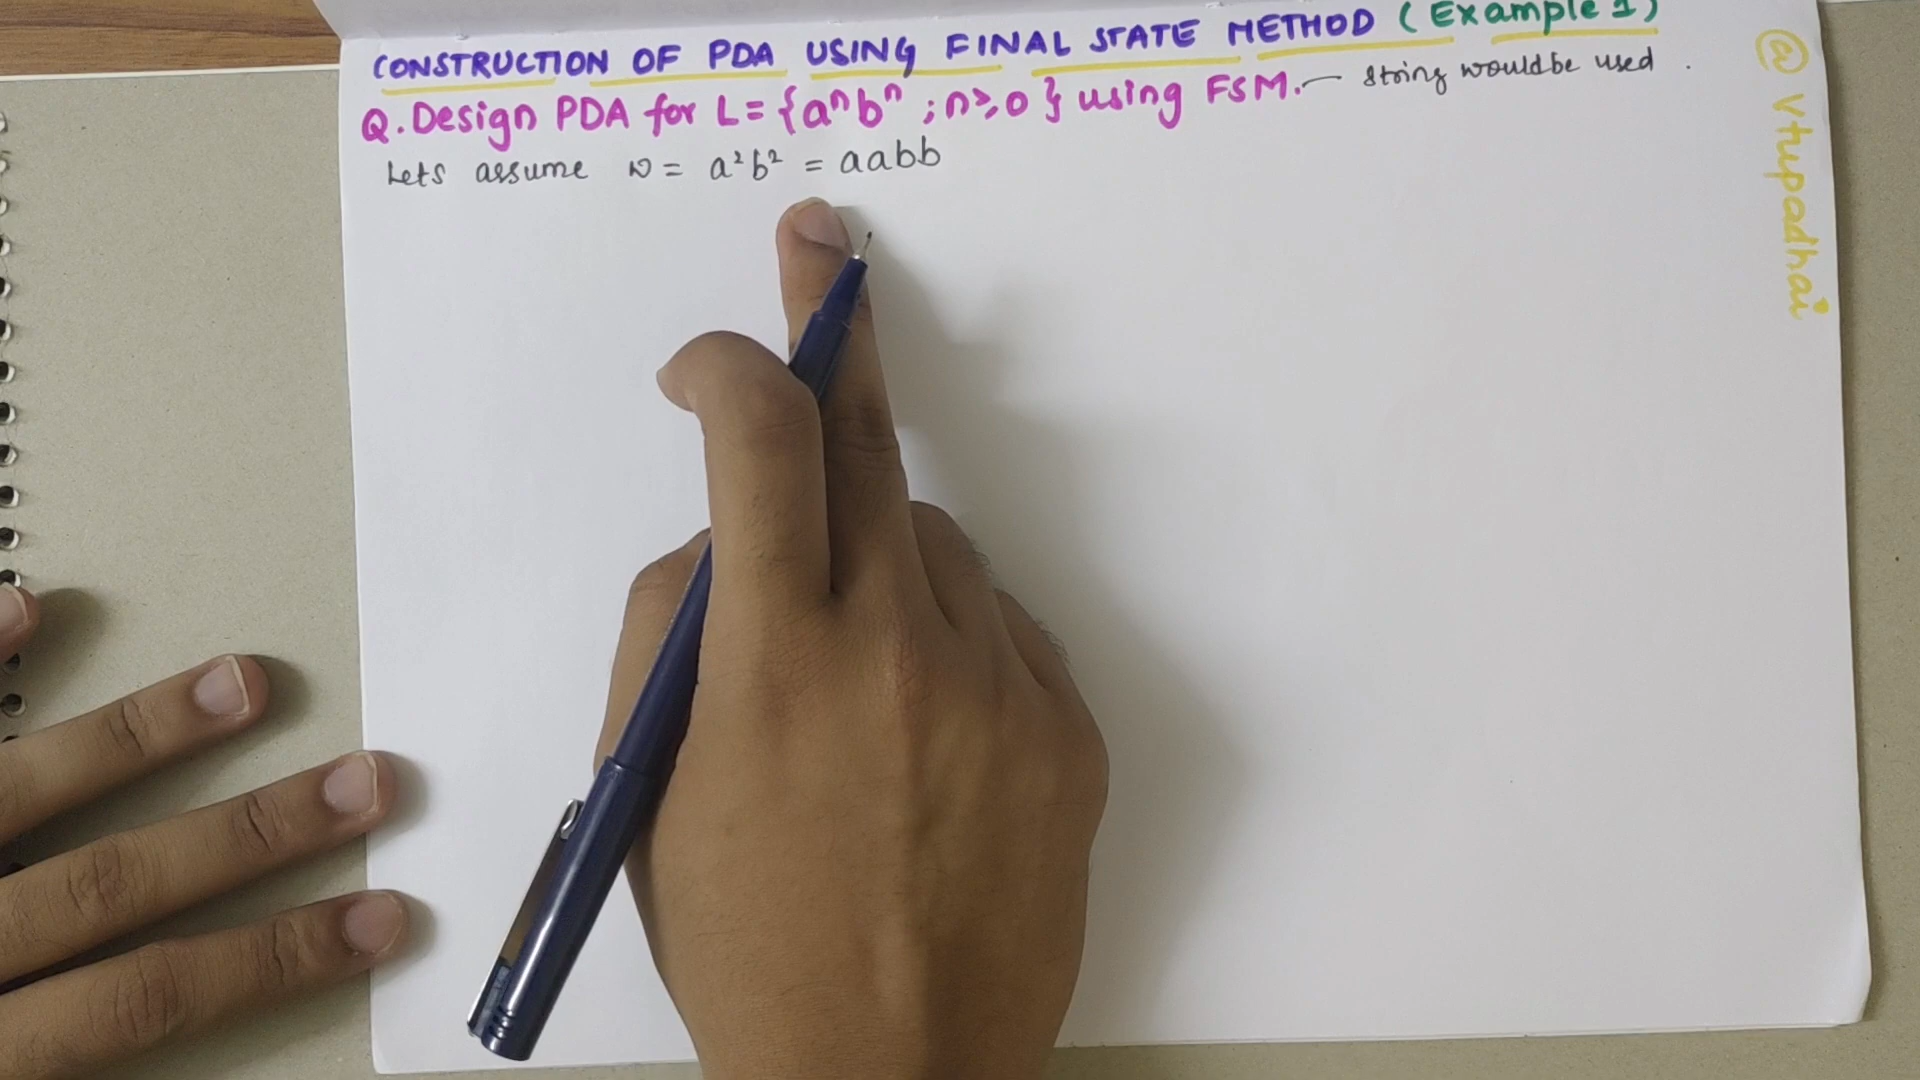 CONSTRUCTION OF PDA USING FINAL STATE METHOD (Example 1)
Q. Design PDA for L = {aⁿbⁿ ; n≥0} using FSM. — string would be used.
Lets assume w = a²b² = aabb
@ Vtupadhai